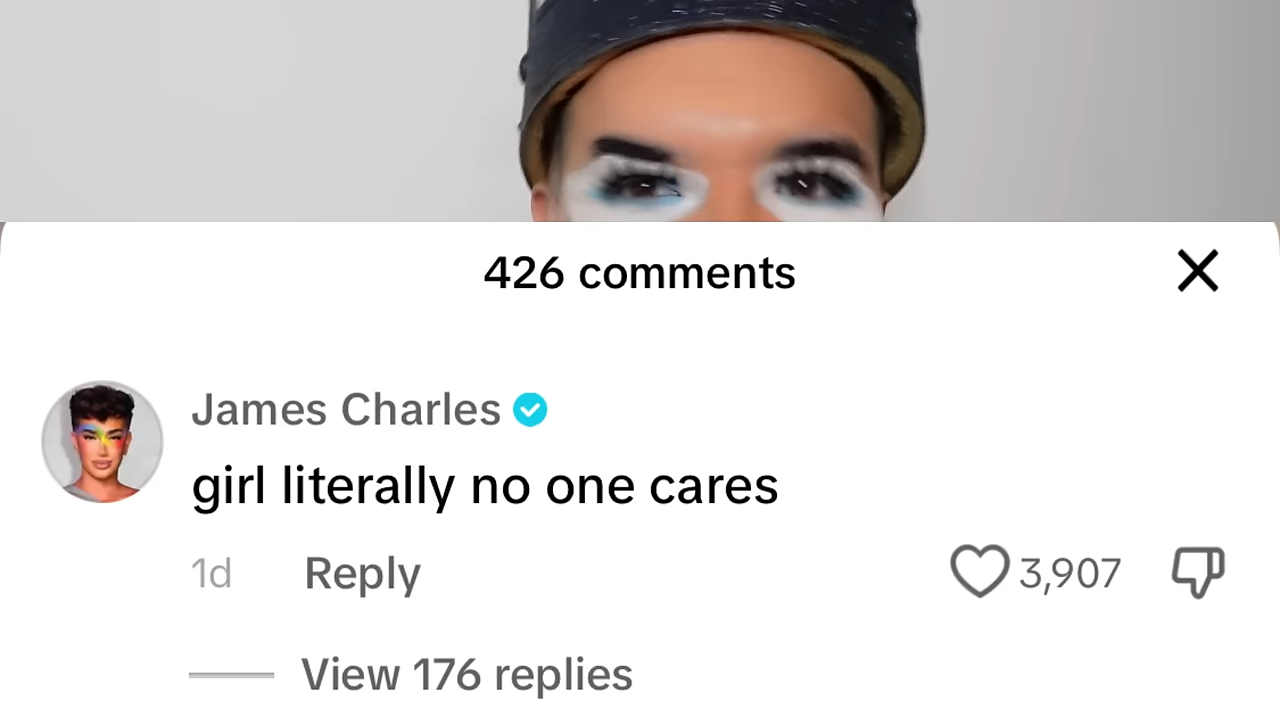 426 comments
James Charles
girl literally no one cares
1d Reply 3,907
View 176 replies